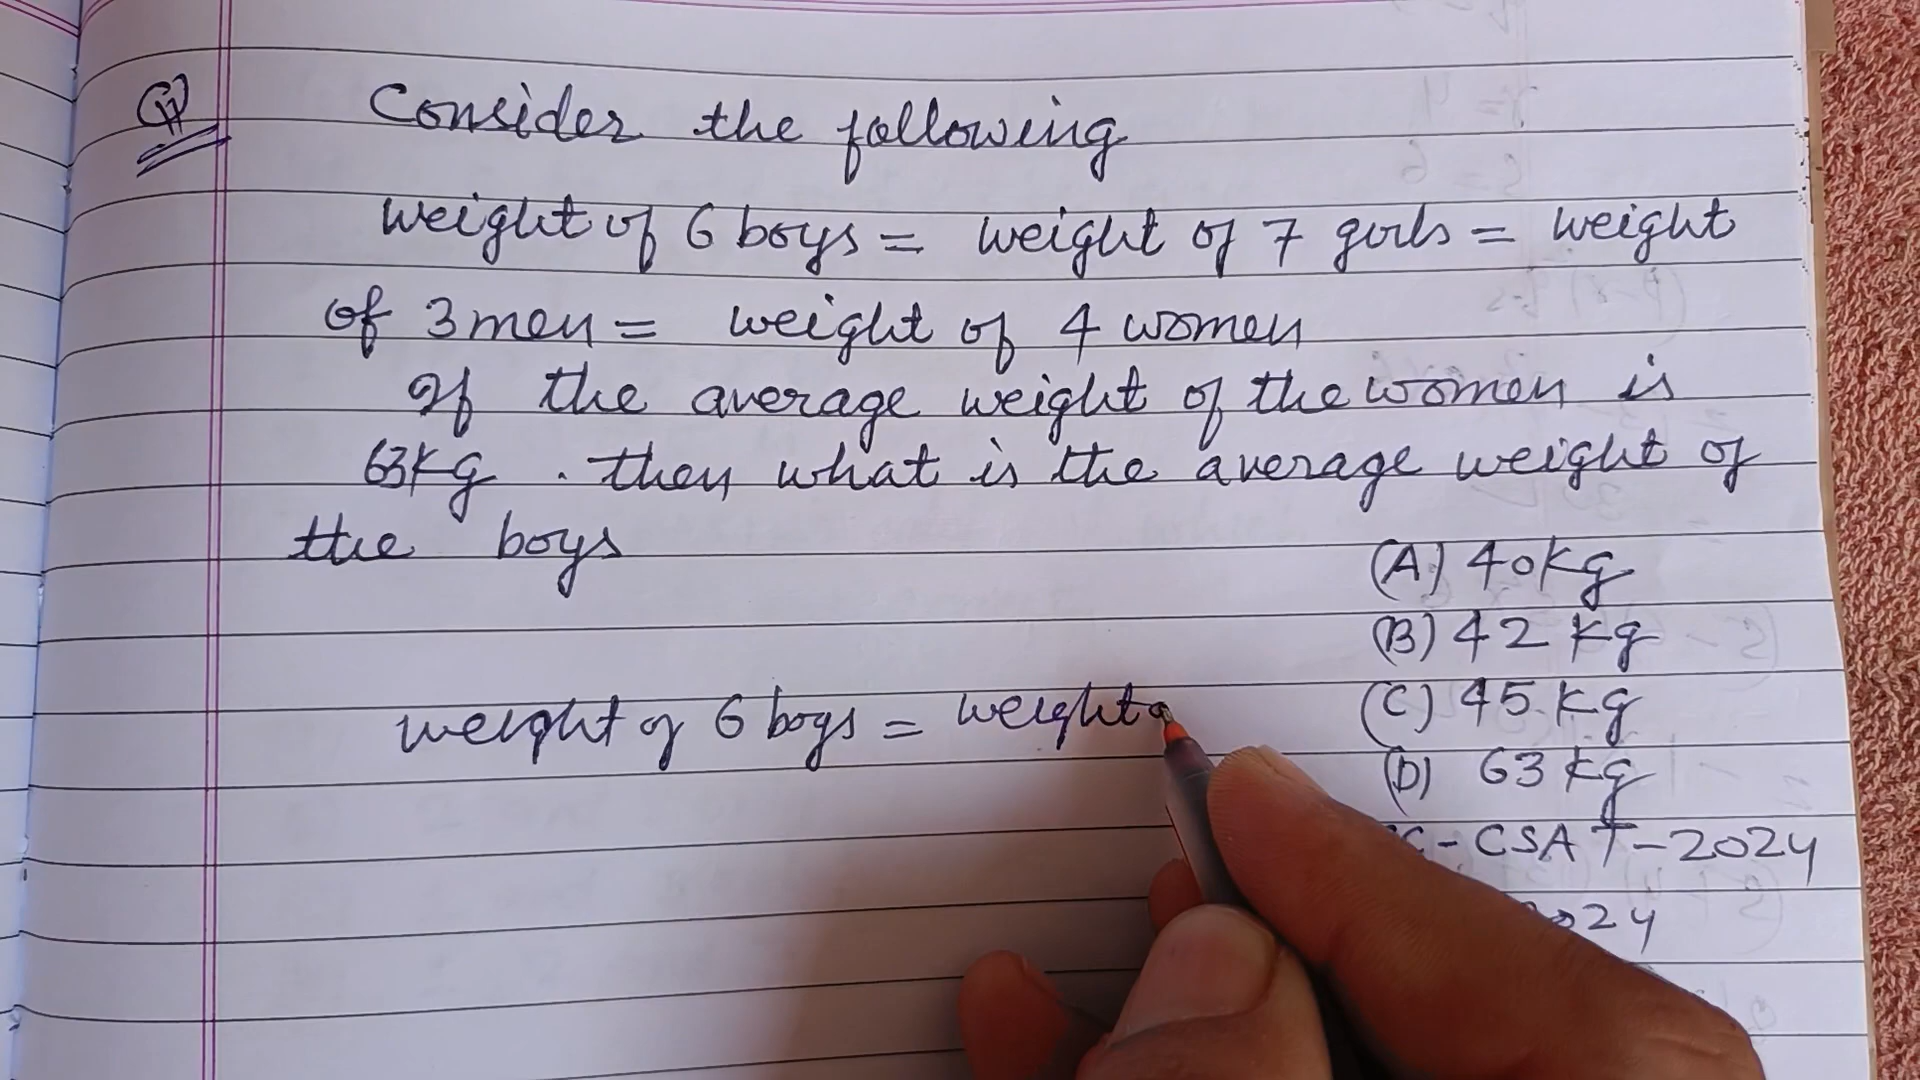 Q
Consider the following
Weight of 6 boys = weight of 7 girls = weight
of 3 men = weight of 4 women
If the average weight of the women is
63kg . then what is the average weight of
the boys
(A) 40kg
(B) 42 kg
(C) 45 kg
(D) 63 kg
weight of 6 boys = weight
C-CSAT-2024
2024